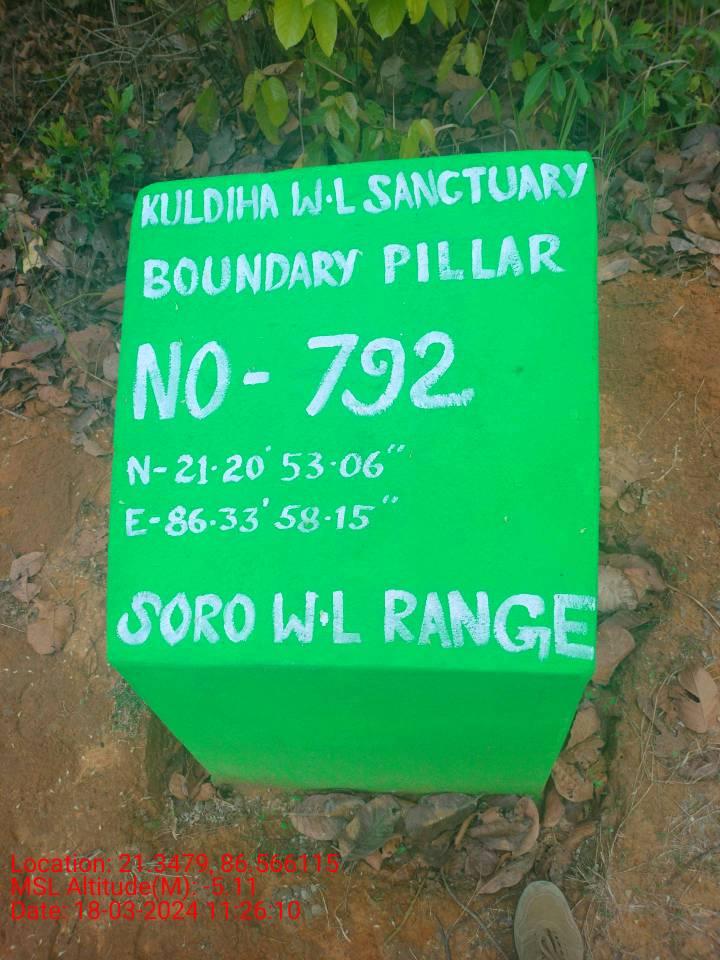 KULDIHA W.L SANCTUARY
BOUNDARY PILLAR
NO- 792
N-21.20' 53.06"
E-86.33' 58.15"
SORO W.L RANGE
Location: 21.3479, 86.566115
MSL Altitude(M): -5.11
Date: 18-03-2024 11:26:10